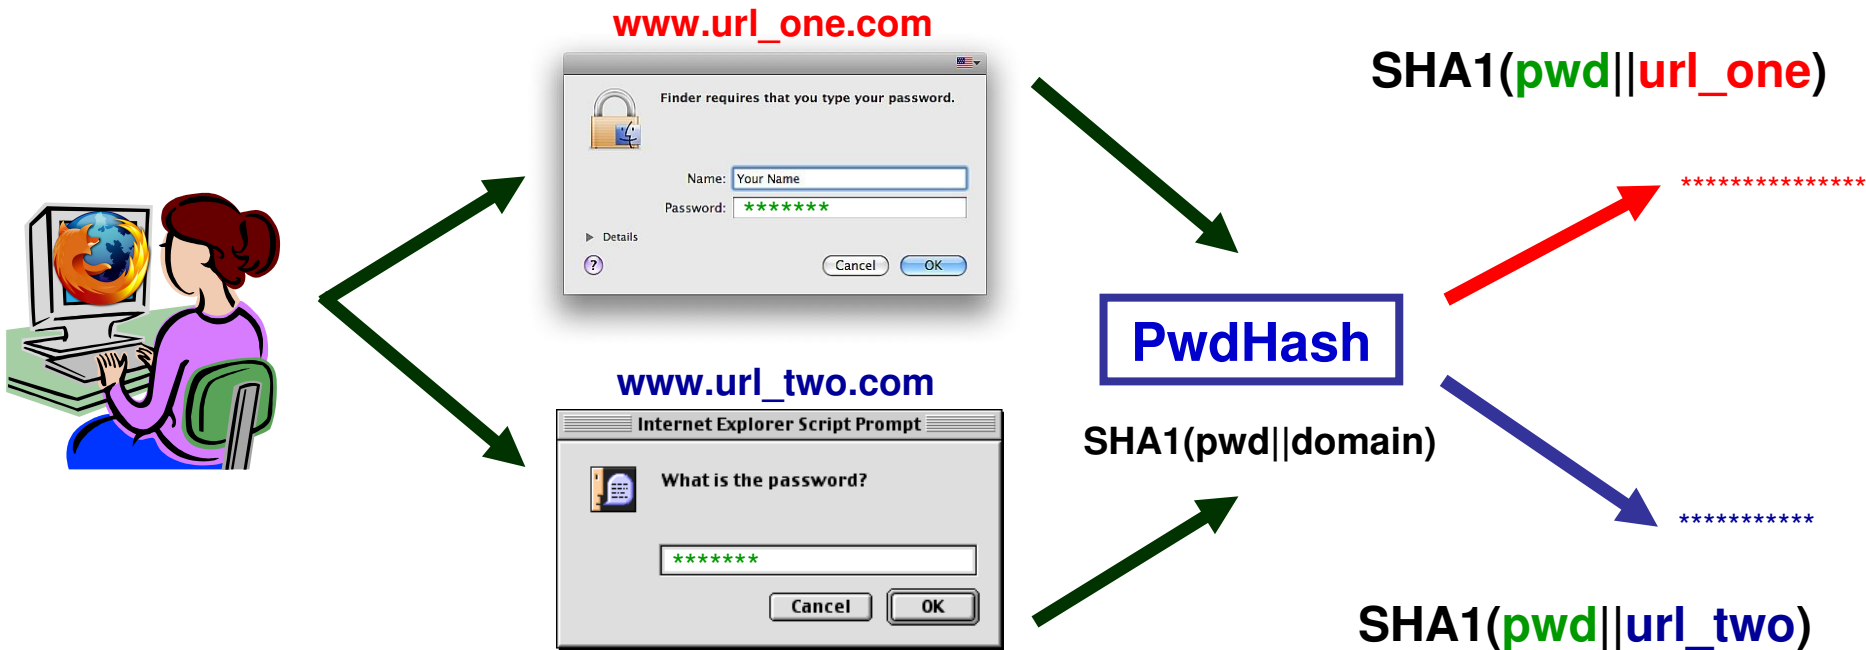 www.url_one.com
Finder requires that you type your password.
Name: Your Name
Password: *******
Details
?
Cancel OK
www.url_two.com
Internet Explorer Script Prompt
What is the password?
*******
Cancel OK
PwdHash
SHA1(pwd||domain)
SHA1(pwd||url_one)
***************
***********
SHA1(pwd||url_two)